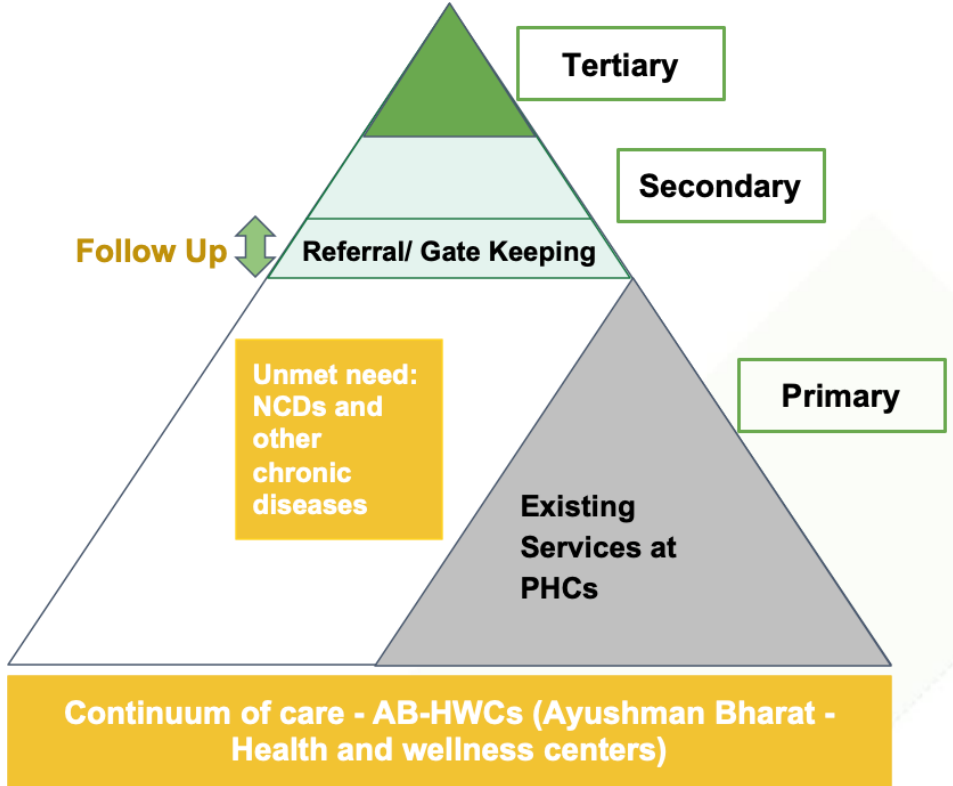 Tertiary
Secondary
Follow Up
Referral/ Gate Keeping
Unmet need:
NCDs and
other
chronic
diseases
Primary
Existing
Services at
PHCs
Continuum of care - AB-HWCs (Ayushman Bharat -
Health and wellness centers)